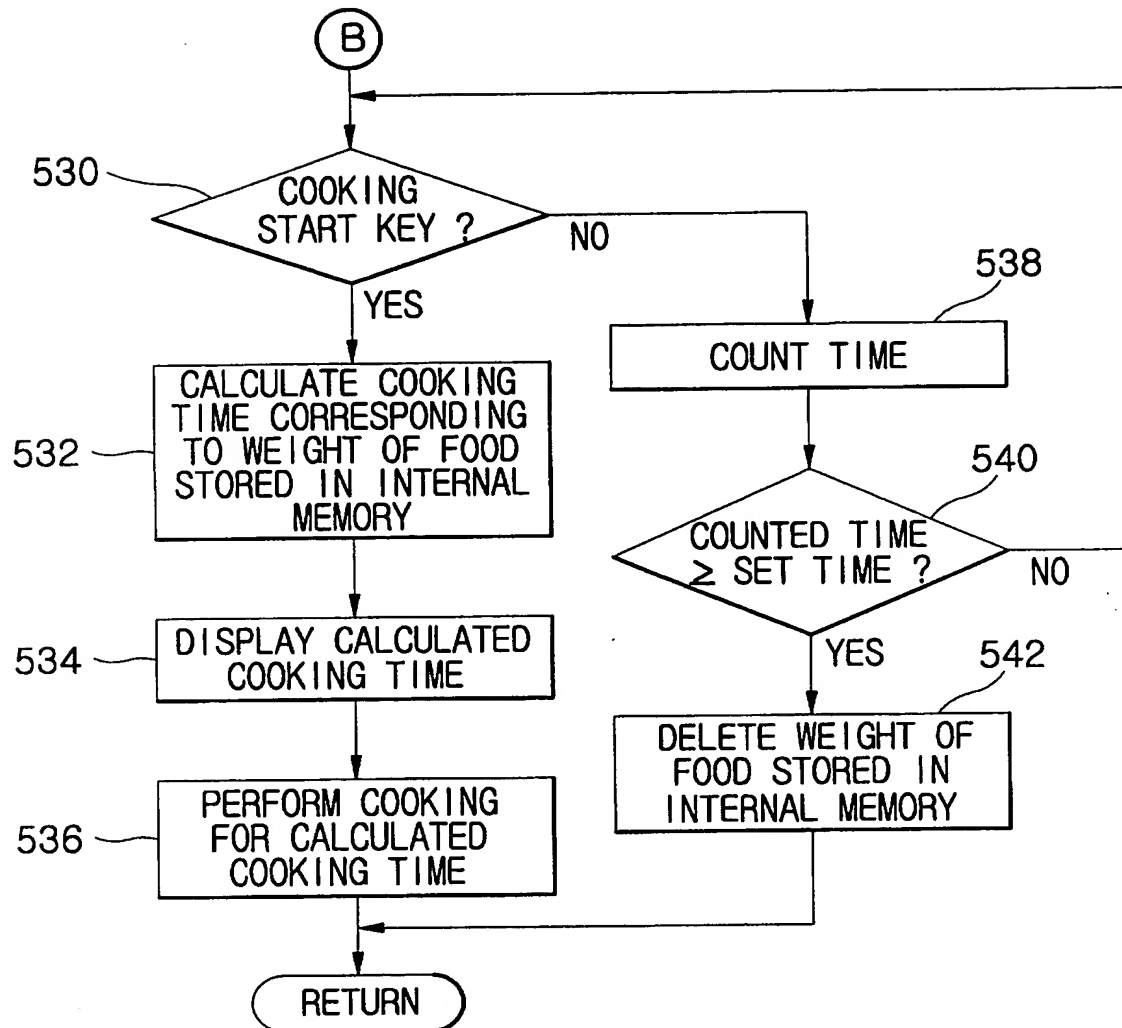 B
530
COOKING
START KEY ?
NO
YES
538
COUNT TIME
532
CALCULATE COOKING
TIME CORRESPONDING
TO WEIGHT OF FOOD
STORED IN INTERNAL
MEMORY
540
COUNTED TIME
≥ SET TIME ?
NO
YES
534
DISPLAY CALCULATED
COOKING TIME
542
DELETE WEIGHT OF
FOOD STORED IN
INTERNAL MEMORY
536
PERFORM COOKING
FOR CALCULATED
COOKING TIME
RETURN